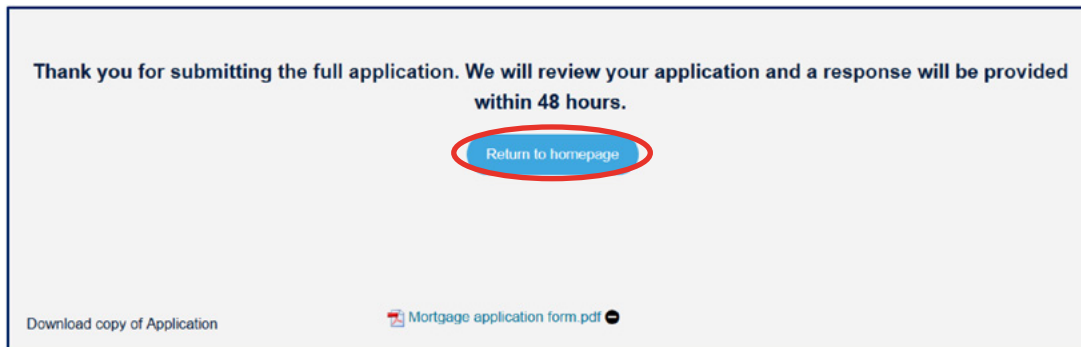 Thank you for submitting the full application. We will review your application and a response will be provided
within 48 hours.
Return to homepage
Download copy of Application
Mortgage application form.pdf